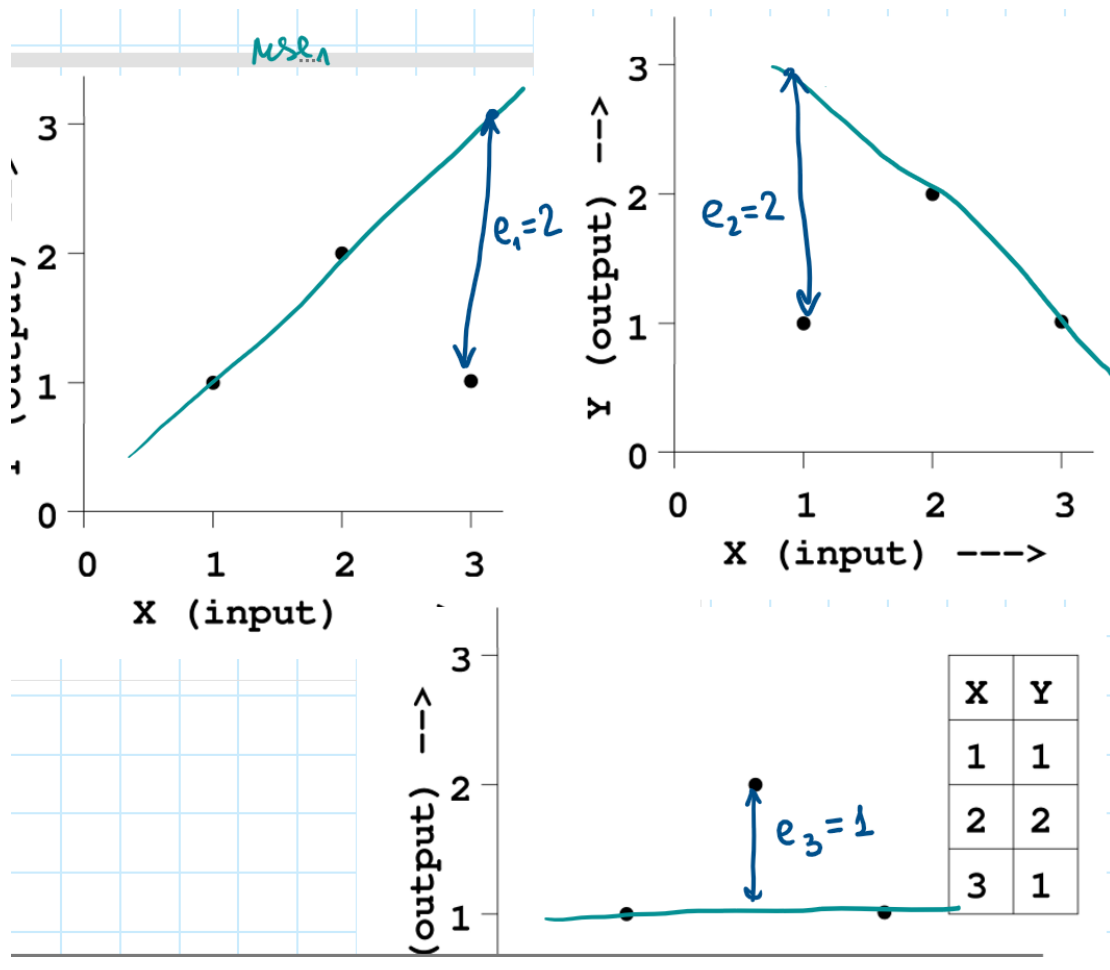 MSE₁
3
2
1
0
0 1 2 3
X (input)
e₁=2
Y (output) --->
3
2
1
0
0 1 2 3
X (input) --->
e₂=2
(output) --->
3
2
1
e₃=1
X Y
1 1
2 2
3 1